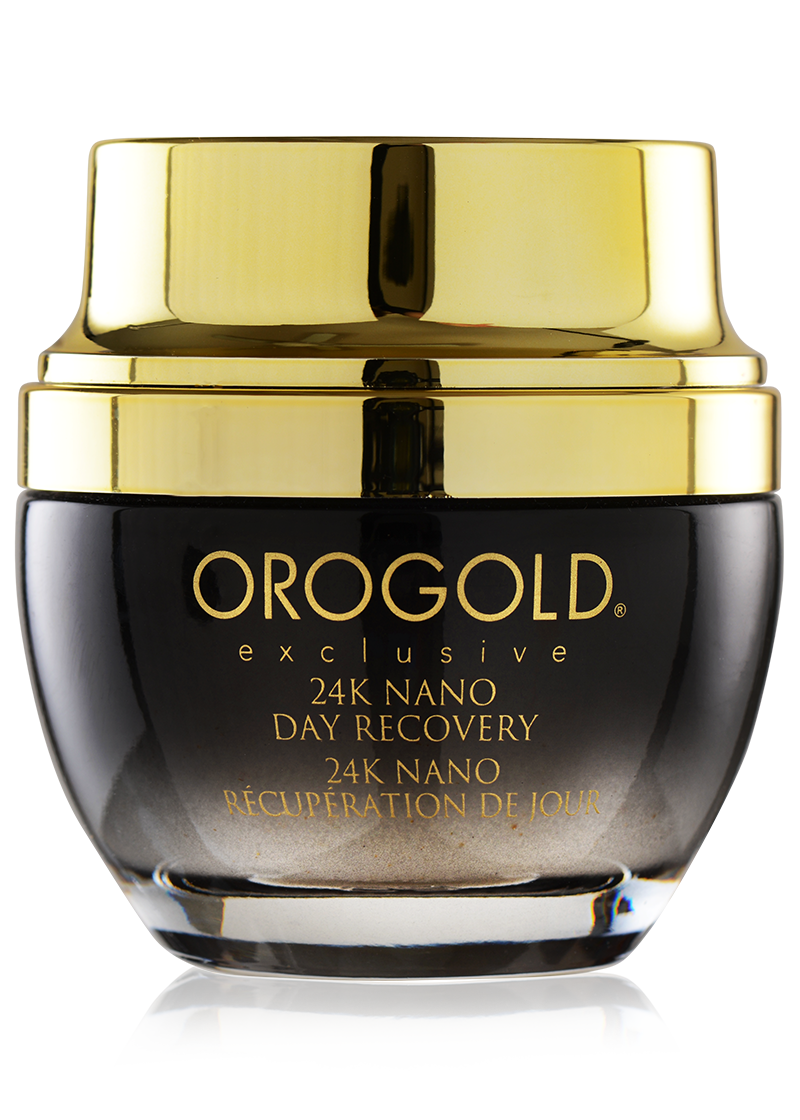 OROGOLD®
exclusive
24K NANO
DAY RECOVERY
24K NANO
RÉCUPÉRATION DE JOUR